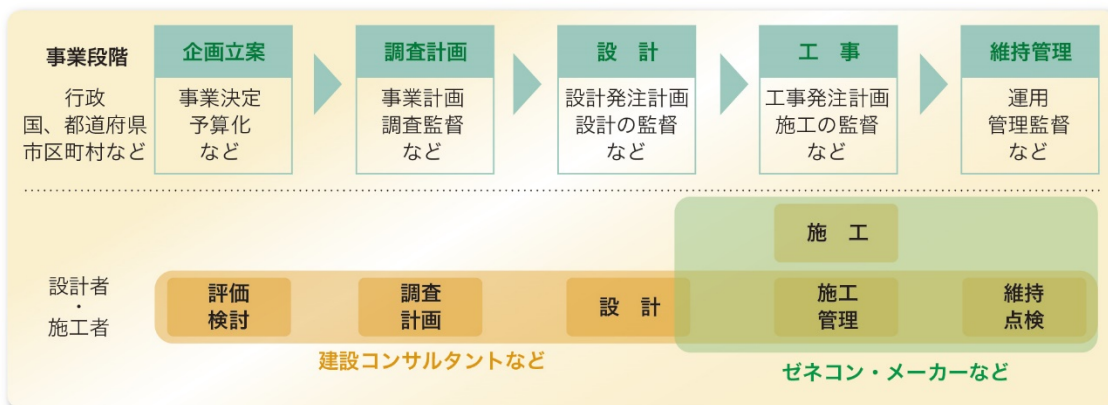 事業段階
行政
国、都道府県
市区町村など
企画立案
事業決定
予算化
など
調査計画
事業計画
調査監督
など
設　計
設計発注計画
設計の監督
など
工　事
工事発注計画
施工の監督
など
維持管理
運用
管理監督
など
設計者
・
施工者
評価
検討
調査
計画
設　計
施　工
施工
管理
維持
点検
建設コンサルタントなど
ゼネコン・メーカーなど